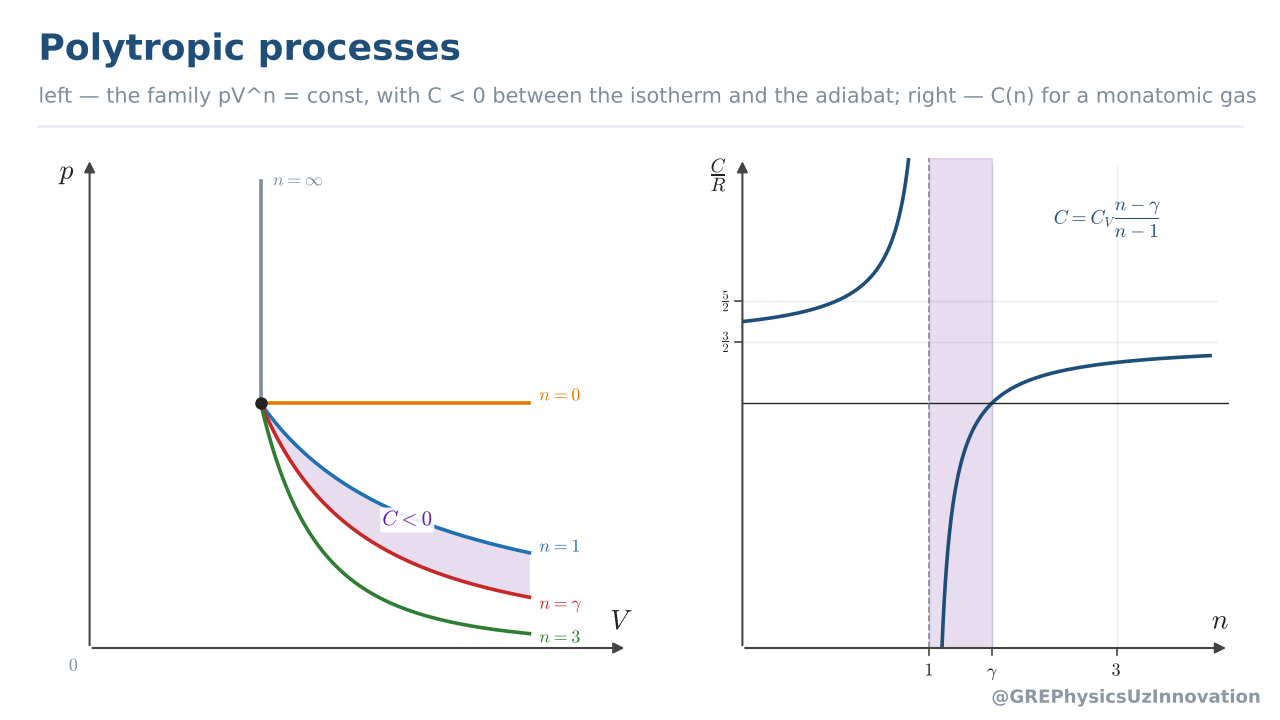 Polytropic processes
left — the family pV^n = const, with C < 0 between the isotherm and the adiabat; right — C(n) for a monatomic gas
p
n = ∞
n = 0
C < 0
n = 1
n = γ
n = 3
V
0
C/R
C = C_V (n − γ)/(n − 1)
5/2
3/2
n
1
γ
3
@GREPhysicsUzInnovation